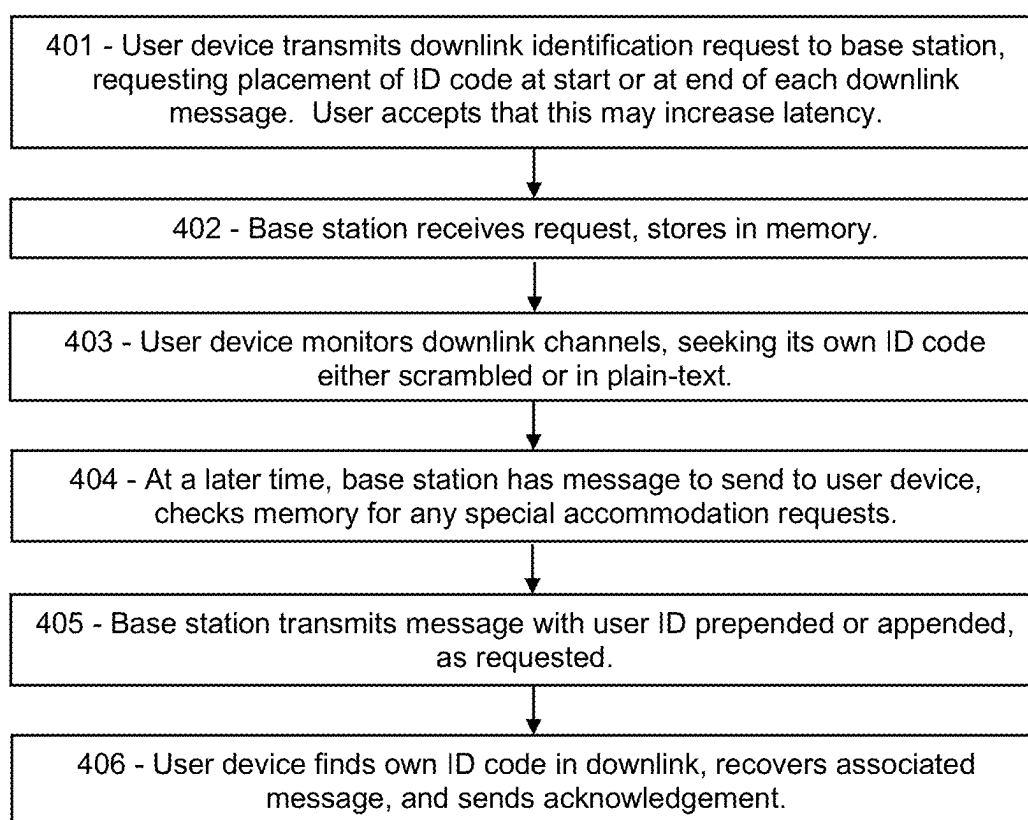 401 - User device transmits downlink identification request to base station,
requesting placement of ID code at start or at end of each downlink
message.  User accepts that this may increase latency.
402 - Base station receives request, stores in memory.
403 - User device monitors downlink channels, seeking its own ID code
either scrambled or in plain-text.
404 - At a later time, base station has message to send to user device,
checks memory for any special accommodation requests.
405 - Base station transmits message with user ID prepended or appended,
as requested.
406 - User device finds own ID code in downlink, recovers associated
message, and sends acknowledgement.